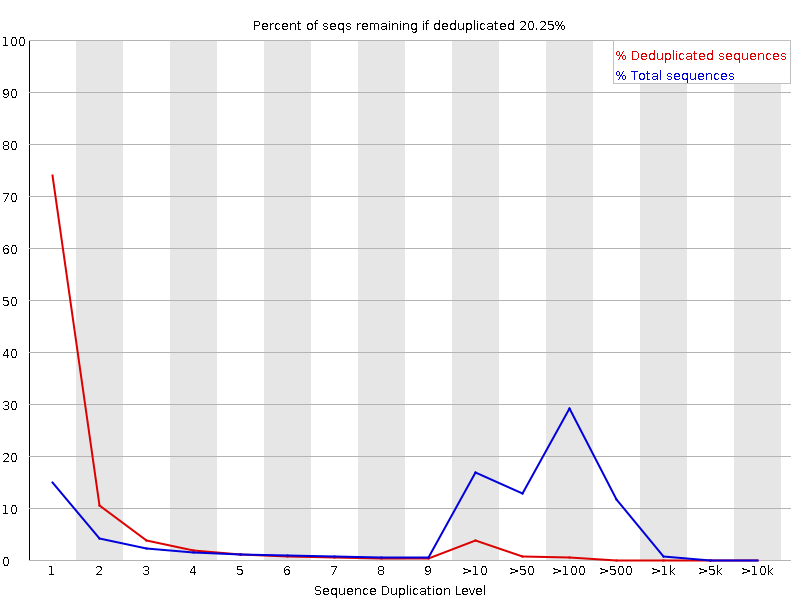 Percent of seqs remaining if deduplicated 20.25%
% Deduplicated sequences
% Total sequences
100
90
80
70
60
50
40
30
20
10
0
1 2 3 4 5 6 7 8 9 >10 >50 >100 >500 >1k >5k >10k
Sequence Duplication Level